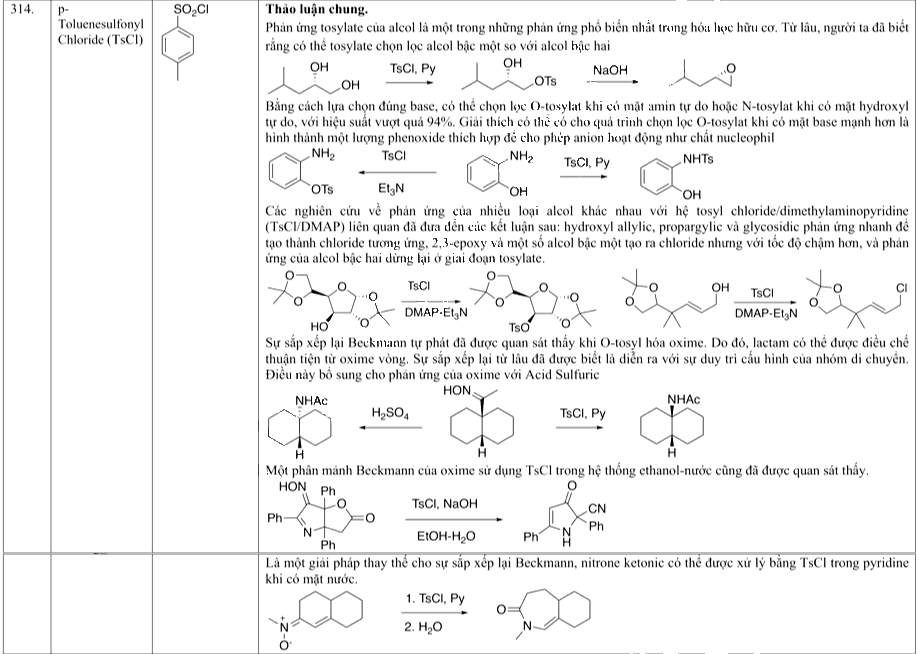 314.
p-
Toluenesulfonyl
Chloride (TsCl)
SO₂Cl
Thảo luận chung.
Phản ứng tosylate của alcol là một trong những phản ứng phổ biến nhất trong hóa học hữu cơ. Từ lâu, người ta đã biết
rằng có thể tosylate chọn lọc alcol bậc một so với alcol bậc hai
OH OH TsCl, Py OH OTs NaOH O
Bằng cách lựa chọn đúng base, có thể chọn lọc O-tosylat khi có mặt amin tự do hoặc N-tosylat khi có mặt hydroxyl
tự do, với hiệu suất vượt quá 94%. Giải thích có thể có cho quá trình chọn lọc O-tosylat khi có mặt base mạnh hơn là
hình thành một lượng phenoxide thích hợp để cho phép anion hoạt động như chất nucleophil
NH₂ OTs TsCl Et₃N NH₂ OH TsCl, Py NHTs OH
Các nghiên cứu về phản ứng của nhiều loại alcol khác nhau với hệ tosyl chloride/dimethylaminopyridine
(TsCl/DMAP) liên quan đã đưa đến các kết luận sau: hydroxyl allylic, propargylic và glycosidic phản ứng nhanh để
tạo thành chloride tương ứng, 2,3-epoxy và một số alcol bậc một tạo ra chloride nhưng với tốc độ chậm hơn, và phản
ứng của alcol bậc hai dừng lại ở giai đoạn tosylate.
O O O O O HO TsCl DMAP-Et₃N O O O O O TsO O O OH TsCl DMAP-Et₃N O O Cl
Sự sắp xếp lại Beckmann tự phát đã được quan sát thấy khi O-tosyl hóa oxime. Do đó, lactam có thể được điều chế
thuận tiện từ oxime vòng. Sự sắp xếp lại từ lâu đã được biết là diễn ra với sự duy trì cấu hình của nhóm di chuyển.
Điều này bổ sung cho phản ứng của oxime với Acid Sulfuric
NHAc H H₂SO₄ HON H TsCl, Py NHAc H
Một phân mảnh Beckmann của oxime sử dụng TsCl trong hệ thống ethanol-nước cũng đã được quan sát thấy.
HON Ph O O Ph N Ph TsCl, NaOH EtOH-H₂O O CN Ph Ph N H
Là một giải pháp thay thế cho sự sắp xếp lại Beckmann, nitrone ketonic có thể được xử lý bằng TsCl trong pyridine
khi có mặt nước.
N⁺ O⁻ 1. TsCl, Py 2. H₂O O N